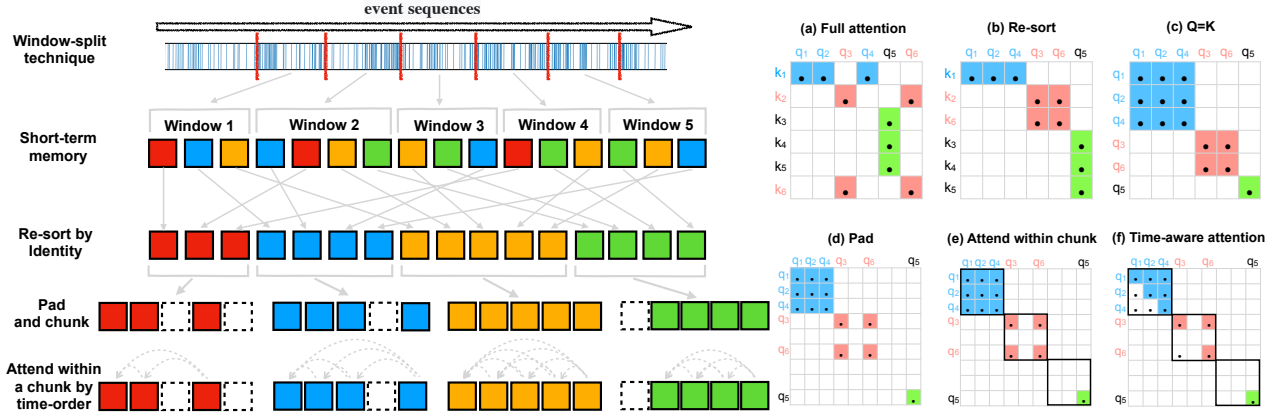 event sequences
Window-split
technique
Window 1 Window 2 Window 3 Window 4 Window 5
Short-term
memory
Re-sort by
Identity
Pad
and chunk
Attend within
a chunk by
time-order
(a) Full attention
q1 q2 q3 q4 q5 q6
k1
k2
k3
k4
k5
k6
(b) Re-sort
q1 q2 q4 q3 q6 q5
k1
k2
k6
k3
k4
k5
(c) Q=K
q1 q2 q4 q3 q6 q5
q1
q2
q4
q3
q6
q5
(d) Pad
q1 q2 q4 q3 q6 q5
q1
q2
q4
q3
q6
q5
(e) Attend within chunk
q1 q2 q4 q3 q6 q5
q1
q2
q4
q3
q6
q5
(f) Time-aware attention
q1 q2 q4 q3 q6 q5
q1
q2
q4
q3
q6
q5